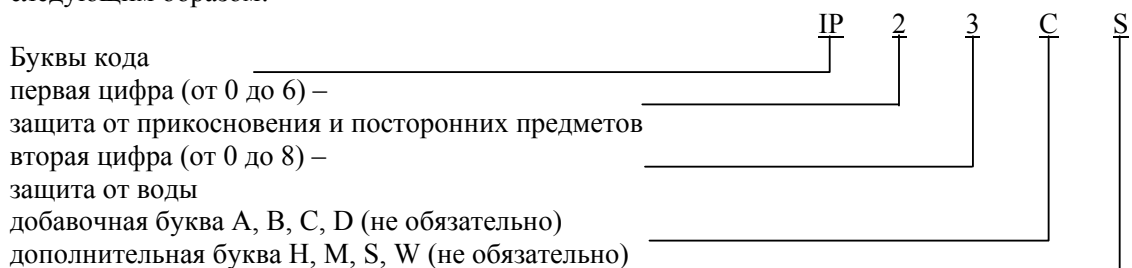 следующим образом:
IP 2 3 C S
Буквы кода
первая цифра (от 0 до 6) –
защита от прикосновения и посторонних предметов
вторая цифра (от 0 до 8) –
защита от воды
добавочная буква A, B, C, D (не обязательно)
дополнительная буква H, M, S, W (не обязательно)